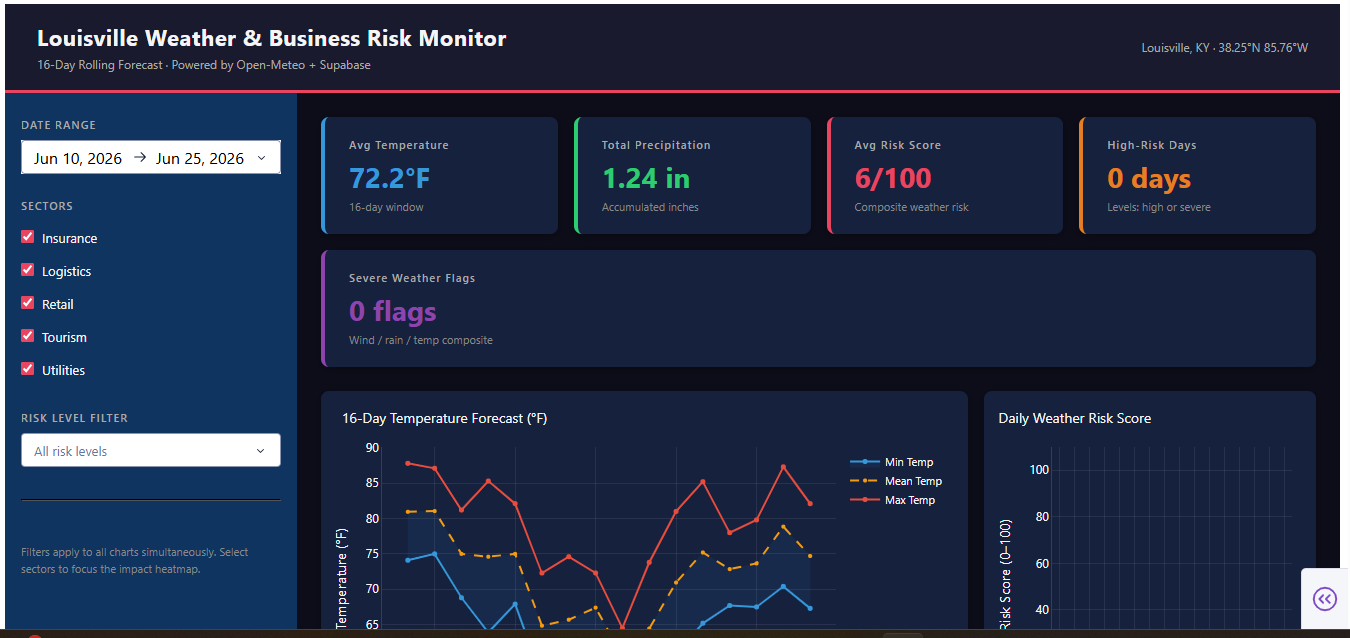 Louisville Weather & Business Risk Monitor
16-Day Rolling Forecast · Powered by Open-Meteo + Supabase
Louisville, KY · 38.25°N 85.76°W
DATE RANGE
Jun 10, 2026 → Jun 25, 2026
SECTORS
Insurance
Logistics
Retail
Tourism
Utilities
RISK LEVEL FILTER
All risk levels
Filters apply to all charts simultaneously. Select
sectors to focus the impact heatmap.
Avg Temperature
72.2°F
16-day window
Total Precipitation
1.24 in
Accumulated inches
Avg Risk Score
6/100
Composite weather risk
High-Risk Days
0 days
Levels: high or severe
Severe Weather Flags
0 flags
Wind / rain / temp composite
16-Day Temperature Forecast (°F)
90
85
80
75
70
65
Temperature (°F)
Min Temp
Mean Temp
Max Temp
Daily Weather Risk Score
100
80
60
40
Risk Score (0–100)